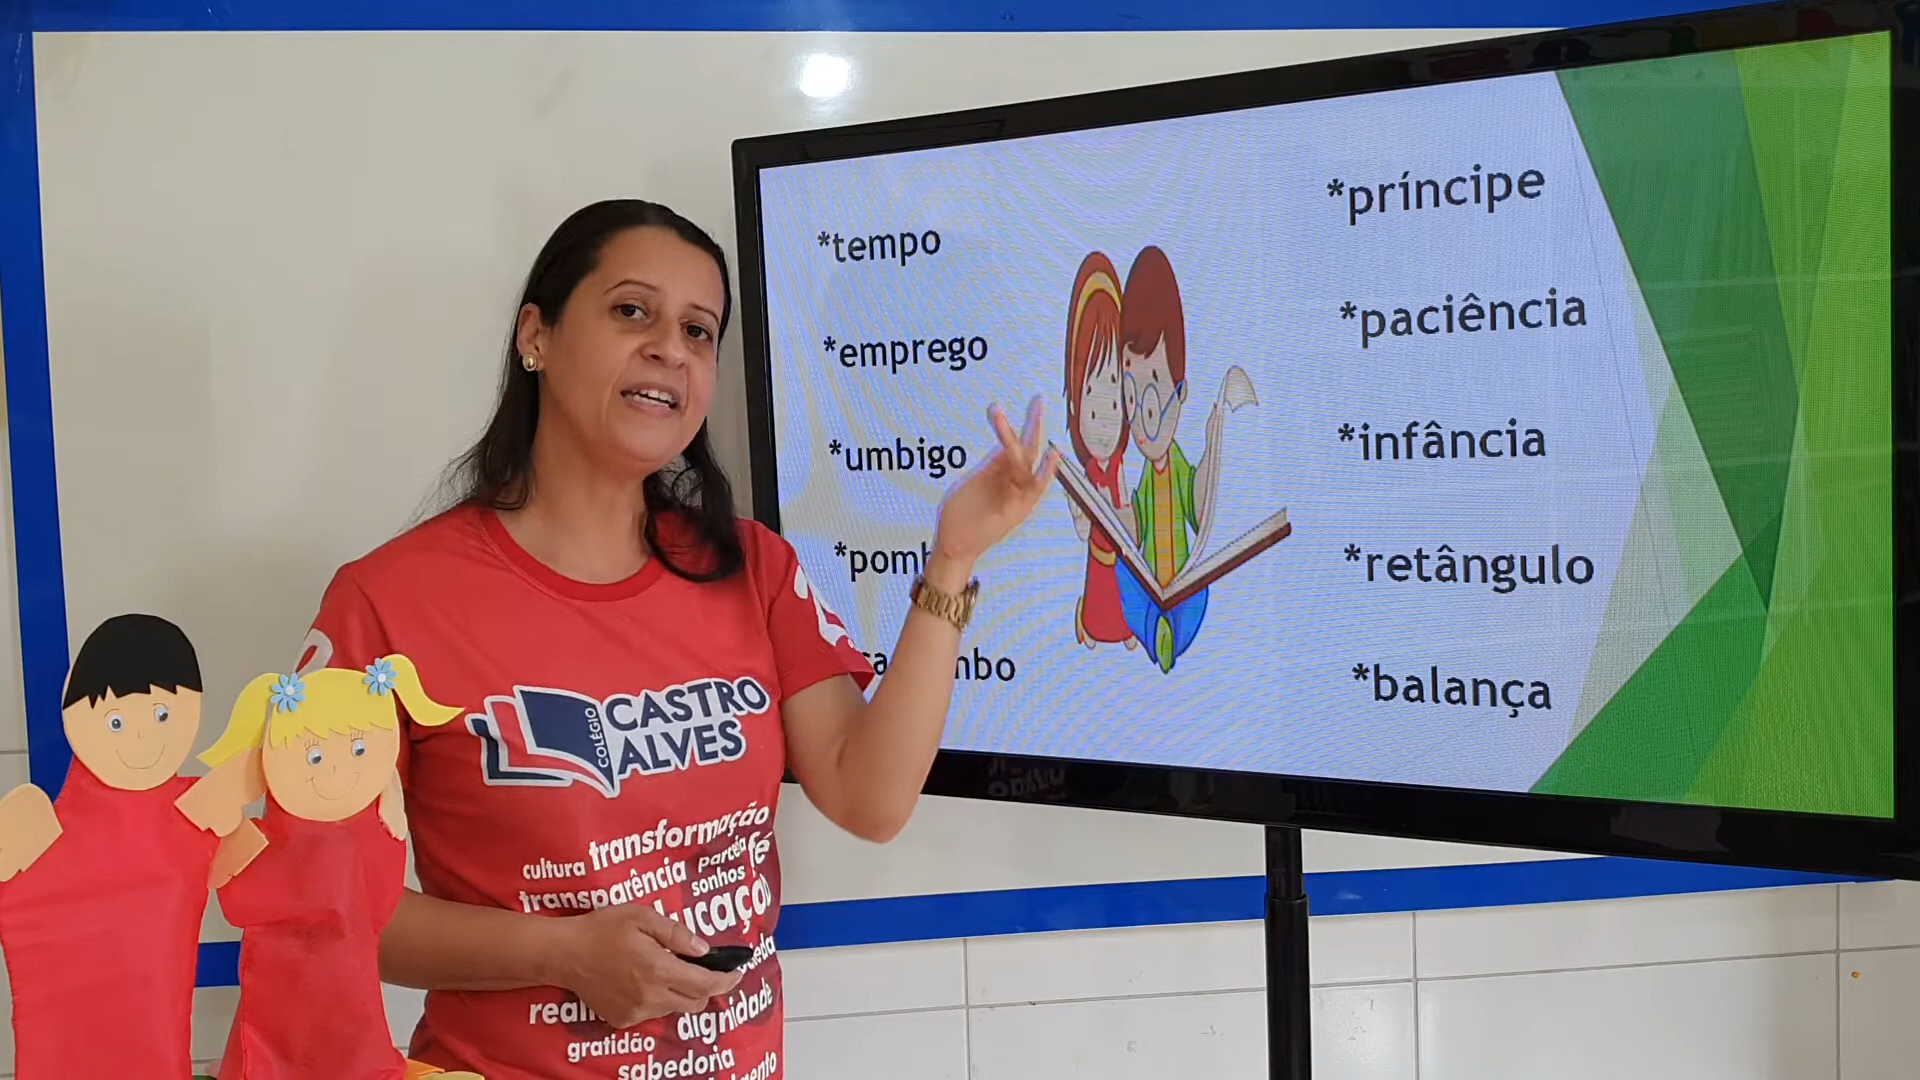 *tempo
*emprego
*umbigo
*príncipe
*paciência
*infância
*retângulo
*balança
COLÉGIO
CASTRO
ALVES
transformação
cultura
parceia
fé
transparência
sonhos
dignidade
gratidão
sabedoria